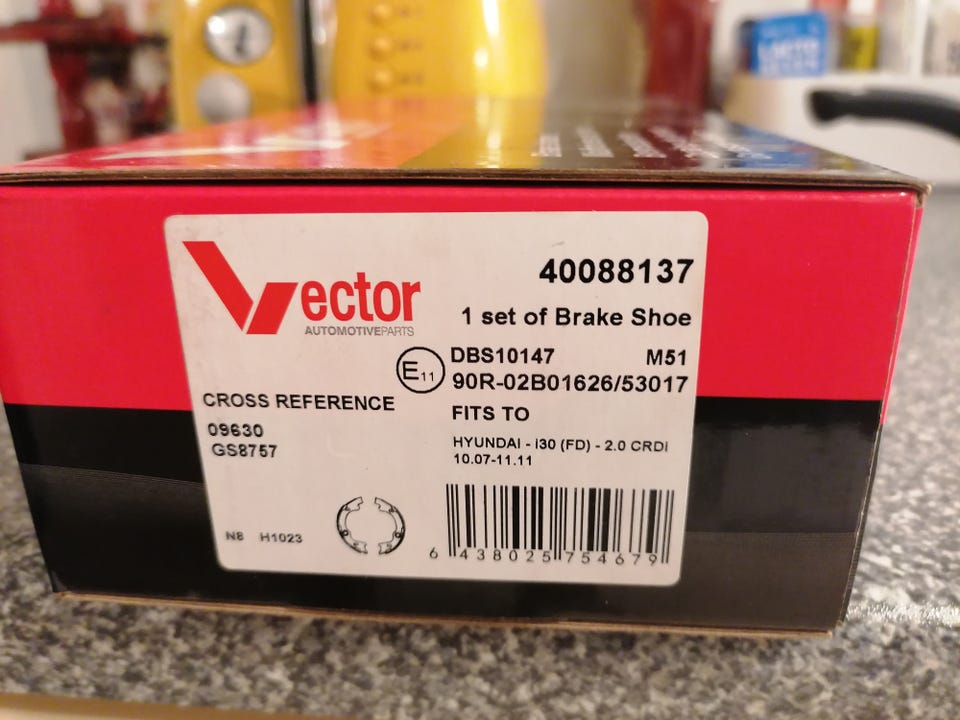 Vector
AUTOMOTIVEPARTS
40088137
1 set of Brake Shoe
E11
DBS10147 M51
90R-02B01626/53017
CROSS REFERENCE
09630
GS8757
FITS TO
HYUNDAI - i30 (FD) - 2.0 CRDi
10.07-11.11
N8 H1023
6 438025 754679